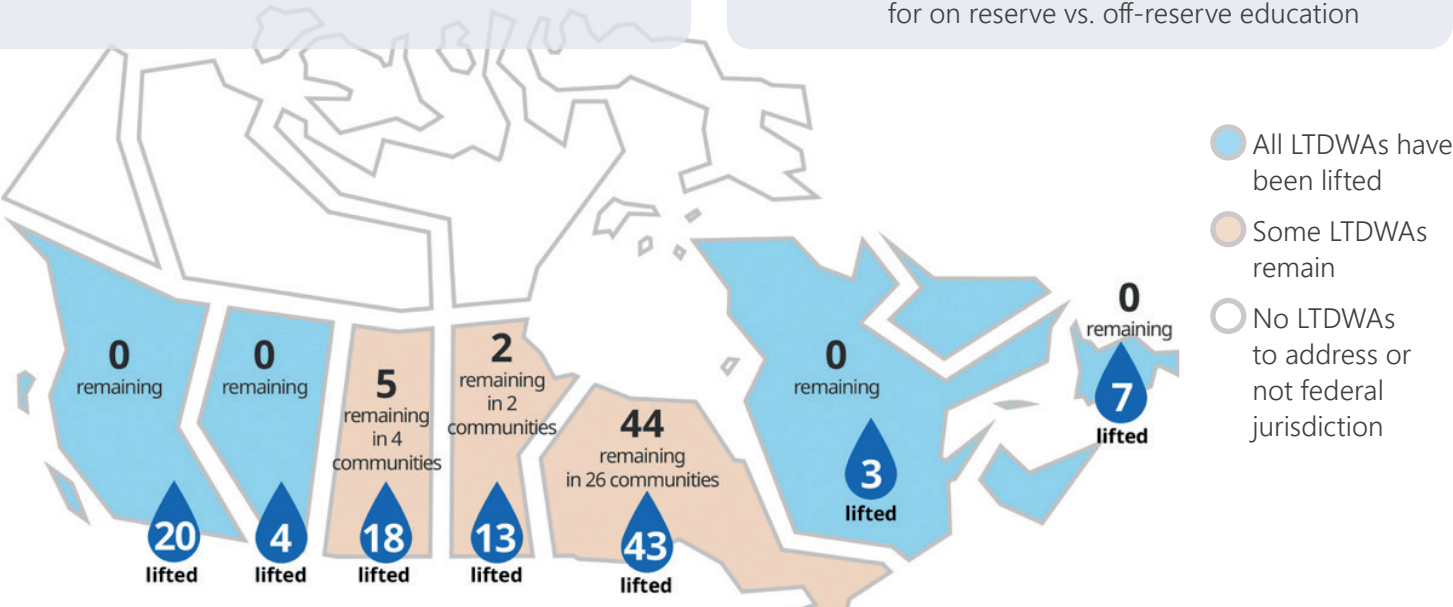 for on reserve vs. off-reserve education
All LTDWAs have
been lifted
Some LTDWAs
remain
No LTDWAs
to address or
not federal
jurisdiction
0
remaining
20
lifted
0
remaining
4
lifted
5
remaining
in 4
communities
18
lifted
2
remaining
in 2
communities
13
lifted
44
remaining
in 26 communities
43
lifted
0
remaining
3
lifted
0
remaining
7
lifted